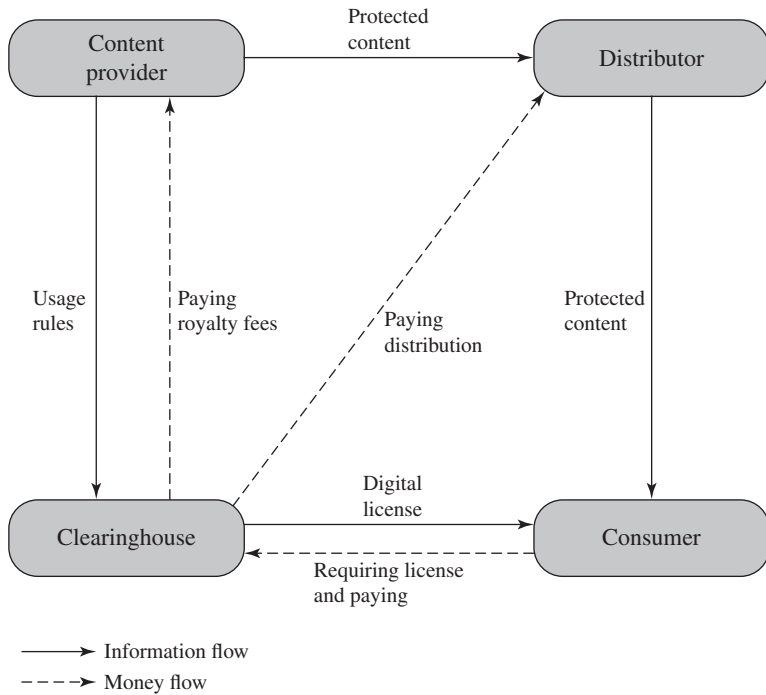 Protected
content
Content
provider
Distributor
Usage
rules
Paying
royalty fees
Paying
distribution
Protected
content
Digital
license
Clearinghouse
Consumer
Requiring license
and paying
Information flow
Money flow